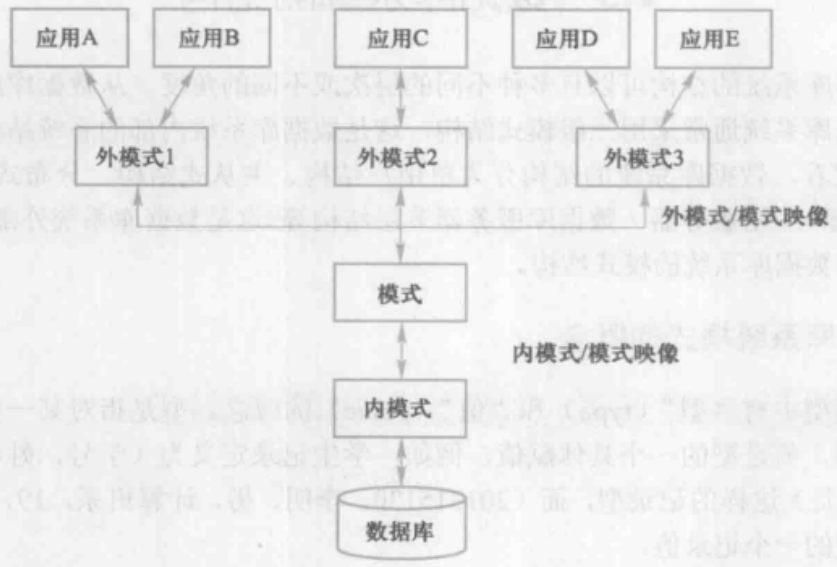 应用A 应用B 应用C 应用D 应用E
外模式1 外模式2 外模式3
外模式/模式映像
模式
内模式/模式映像
内模式
数据库